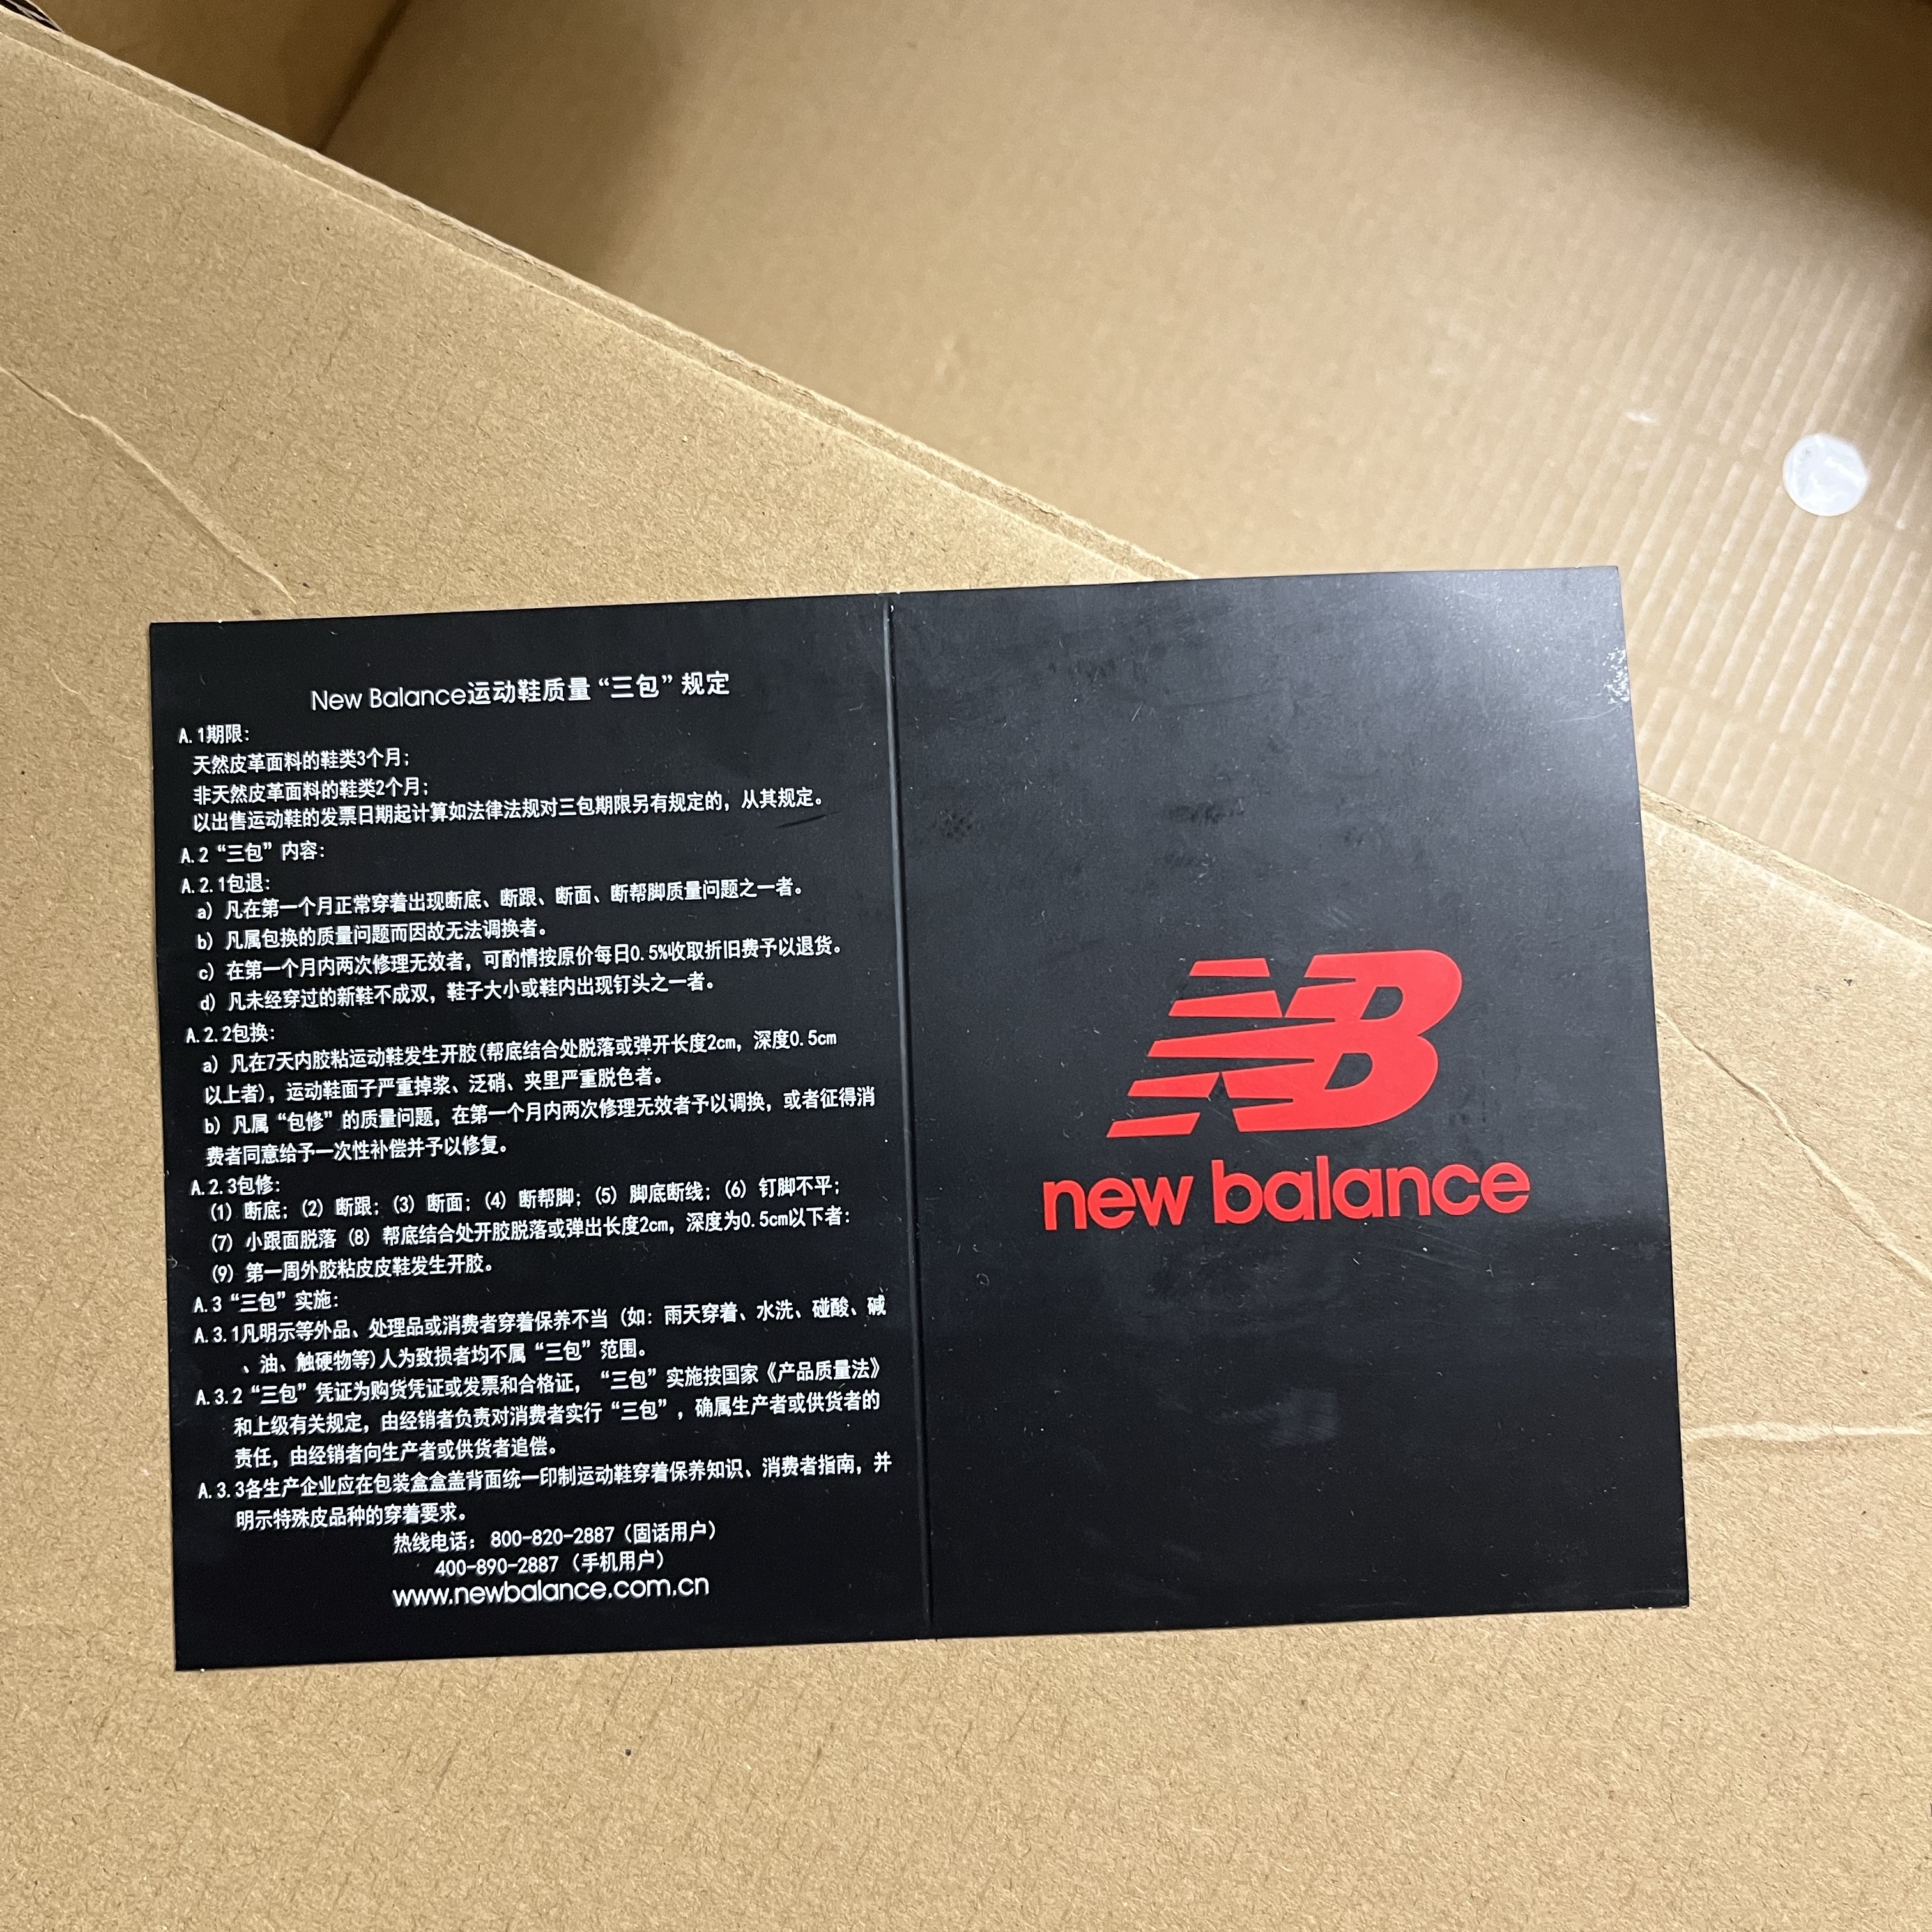 New Balance运动鞋质量“三包”规定
A.1期限：
天然皮革面料的鞋类3个月；
非天然皮革面料的鞋类2个月；
以出售运动鞋的发票日期起计算如法律法规对三包期限另有规定的，从其规定。
A.2“三包”内容：
A.2.1包退：
a) 凡在第一个月正常穿着出现断底、断跟、断面、断帮脚质量问题之一者。
b) 凡属包换的质量问题而因故无法调换者。
c) 在第一个月内两次修理无效者，可酌情按原价每日0.5%收取折旧费予以退货。
d) 凡未经穿过的新鞋不成双，鞋子大小或鞋内出现钉头之一者。
A.2.2包换：
a) 凡在7天内胶粘运动鞋发生开胶(帮底结合处脱落或弹开长度2cm，深度0.5cm
以上者)，运动鞋面子严重掉浆、泛硝、夹里严重脱色者。
b) 凡属“包修”的质量问题，在第一个月内两次修理无效者予以调换，或者征得消
费者同意给予一次性补偿并予以修复。
A.2.3包修：
(1) 断底；(2) 断跟；(3) 断面；(4) 断帮脚；(5) 脚底断线；(6) 钉脚不平；
(7) 小跟面脱落 (8) 帮底结合处开胶脱落或弹出长度2cm，深度为0.5cm以下者：
(9) 第一周外胶粘皮皮鞋发生开胶。
A.3“三包”实施：
A.3.1凡明示等外品、处理品或消费者穿着保养不当（如：雨天穿着、水洗、碰酸、碱
、油、触硬物等)人为致损者均不属“三包”范围。
A.3.2“三包”凭证为购货凭证或发票和合格证，“三包”实施按国家《产品质量法》
和上级有关规定，由经销者负责对消费者实行“三包”，确属生产者或供货者的
责任，由经销者向生产者或供货者追偿。
A.3.3各生产企业应在包装盒盒盖背面统一印制运动鞋穿着保养知识、消费者指南，并
明示特殊皮品种的穿着要求。
热线电话：800-820-2887（固话用户）
400-890-2887（手机用户）
www.newbalance.com.cn
NB
new balance